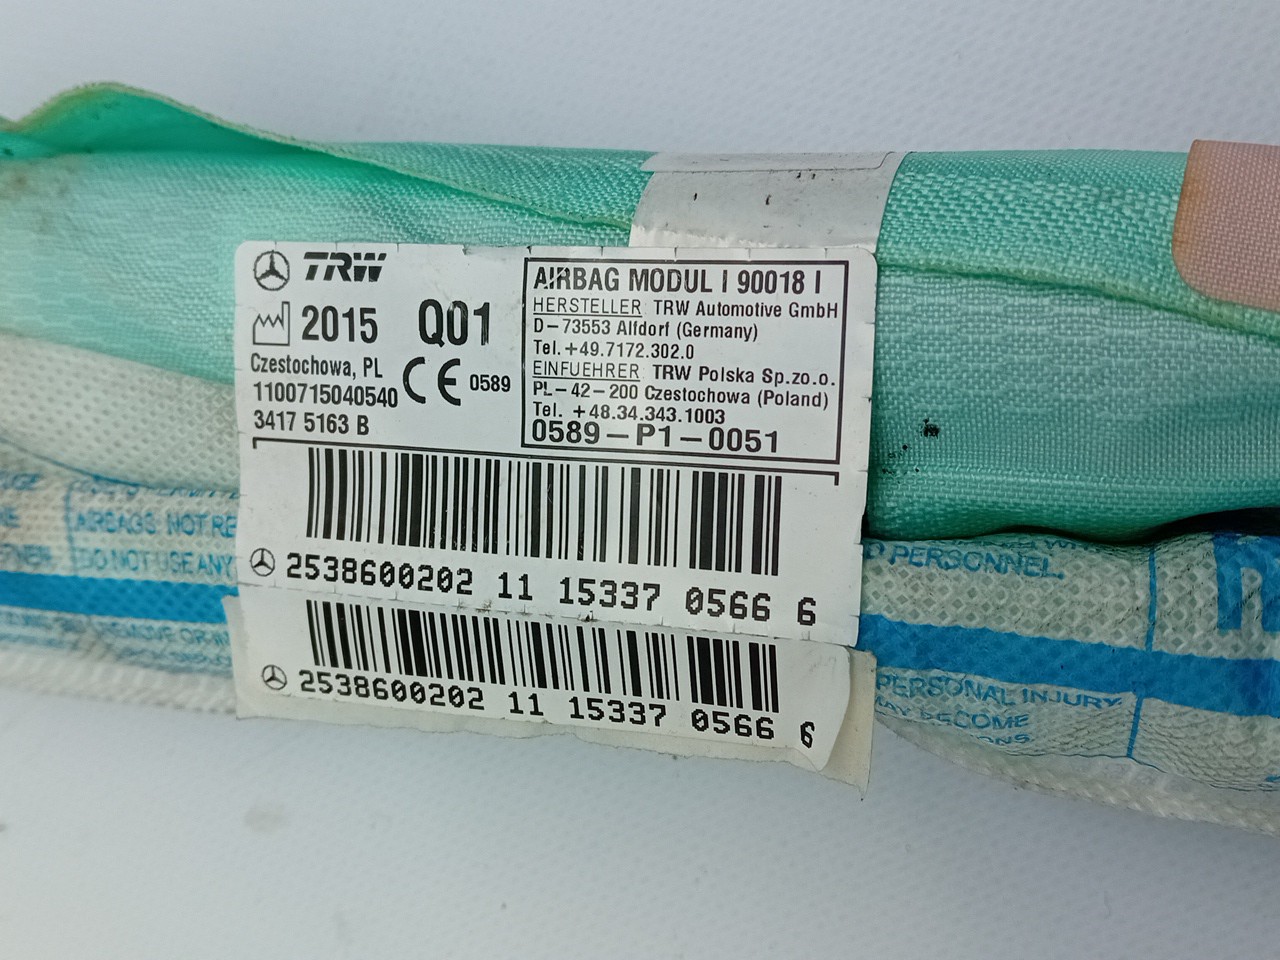 TRW
2015 Q01
Czestochowa, PL
1100715040540
3417 5163 B
CE 0589
AIRBAG MODUL I 90018 I
HERSTELLER TRW Automotive GmbH
D-73553 Alfdorf (Germany)
Tel.+49.7172.302.0
EINFUEHRER TRW Polska Sp.zo.o.
PL-42-200 Czestochowa (Poland)
Tel. +48.34.343.1003
0589-P1-0051
2538600202 11 15337 0566 6
2538600202 11 15337 0566 6
AIRBAGS. NOT RE
DO NOT USE ANY
PERSONNEL.
PERSONAL INJURY.
MAY BECOME